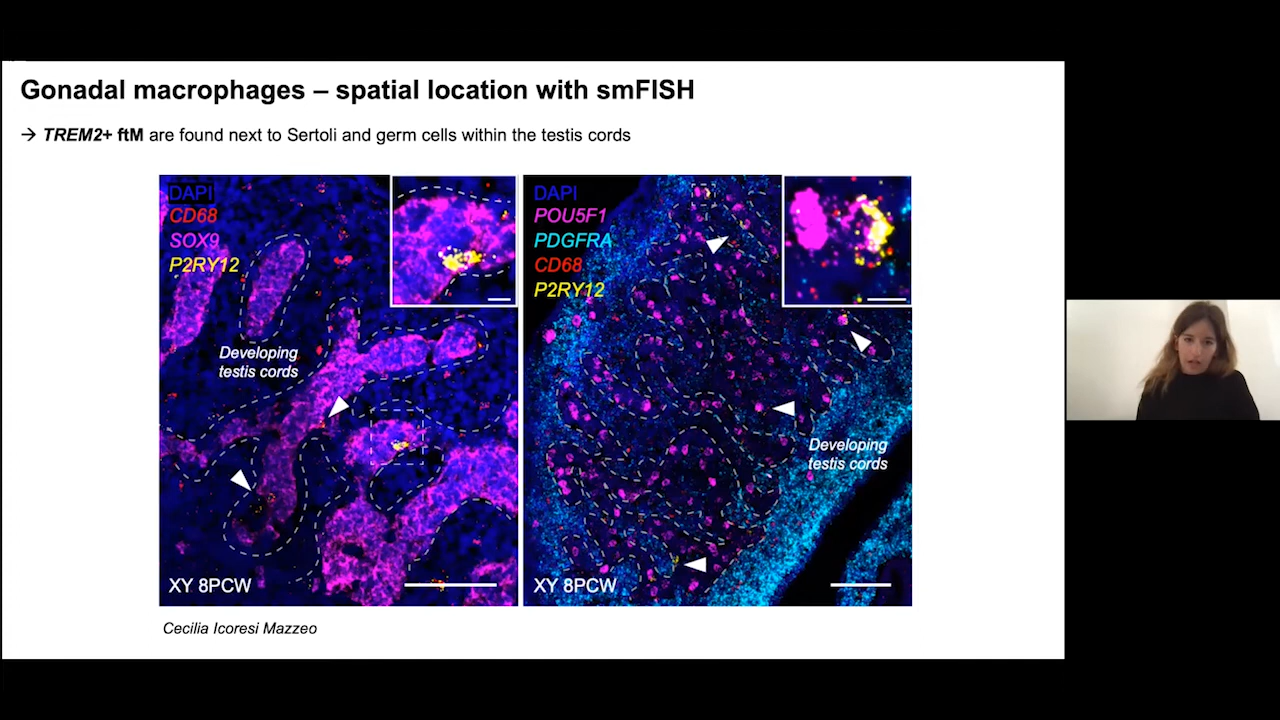 Gonadal macrophages – spatial location with smFISH
→ TREM2+ ftM are found next to Sertoli and germ cells within the testis cords
DAPI
CD68
SOX9
P2RY12
Developing
testis cords
XY 8PCW
DAPI
POU5F1
PDGFRA
CD68
P2RY12
Developing
testis cords
XY 8PCW
Cecilia Icoresi Mazzeo